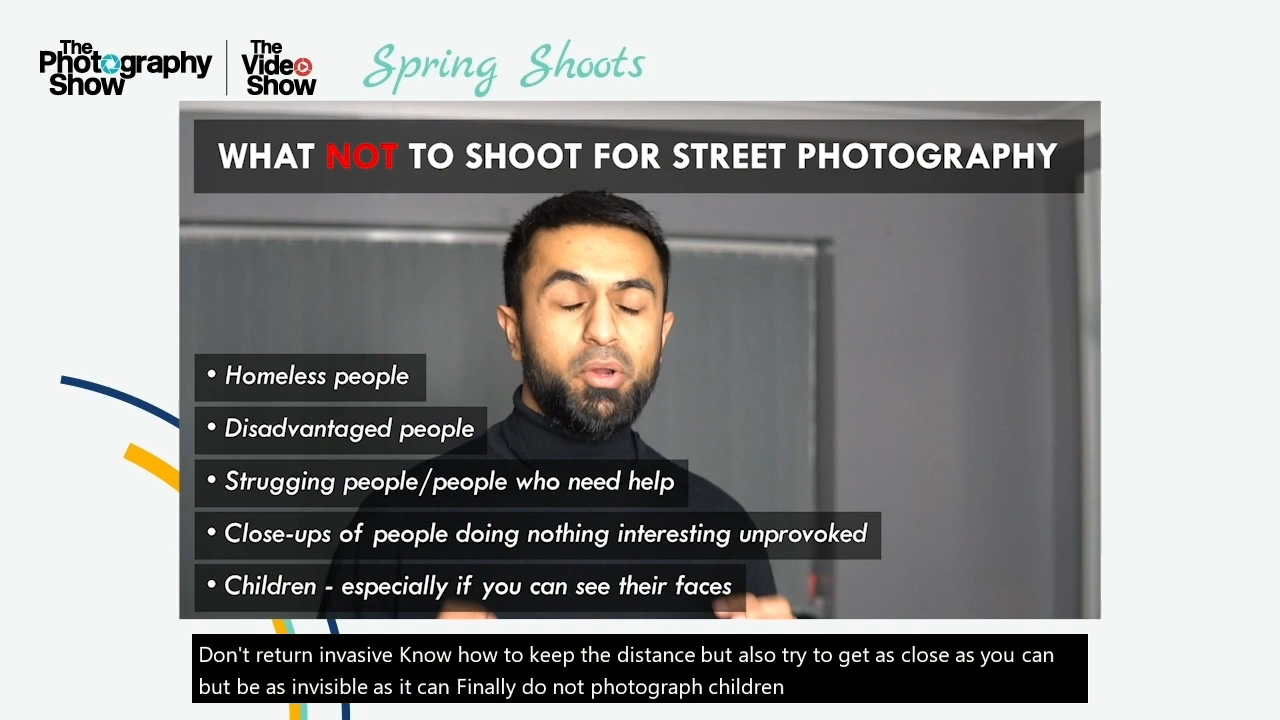 The
Photography
Show
The
Video
Show
Spring Shoots
WHAT NOT TO SHOOT FOR STREET PHOTOGRAPHY
• Homeless people
• Disadvantaged people
• Strugging people/people who need help
• Close-ups of people doing nothing interesting unprovoked
• Children - especially if you can see their faces
Don't return invasive Know how to keep the distance but also try to get as close as you can
but be as invisible as it can Finally do not photograph children